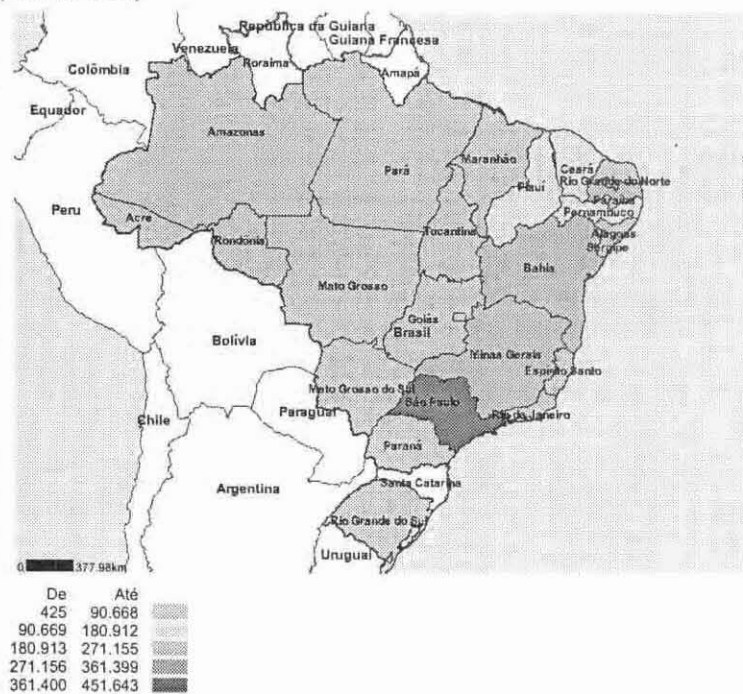 República da Guiana
Guiana Francesa
Venezuela
Colômbia
Roraima
Amapá
Equador
Amazonas
Pará
Maranhão
Ceará
Rio Grande do Norte
Piauí
Paraíba
Pernambuco
Peru
Acre
Tocantins
Alagoas
Rondônia
Sergipe
Bahia
Mato Grosso
Goiás
Brasil
Bolívia
Minas Gerais
Espírito Santo
Mato Grosso do Sul
São Paulo
Rio de Janeiro
Paraguai
Chile
Paraná
Santa Catarina
Argentina
Rio Grande do Sul
Uruguai
0 377.98km
De Até
425 90.668
90.669 180.912
180.913 271.155
271.156 361.399
361.400 451.643